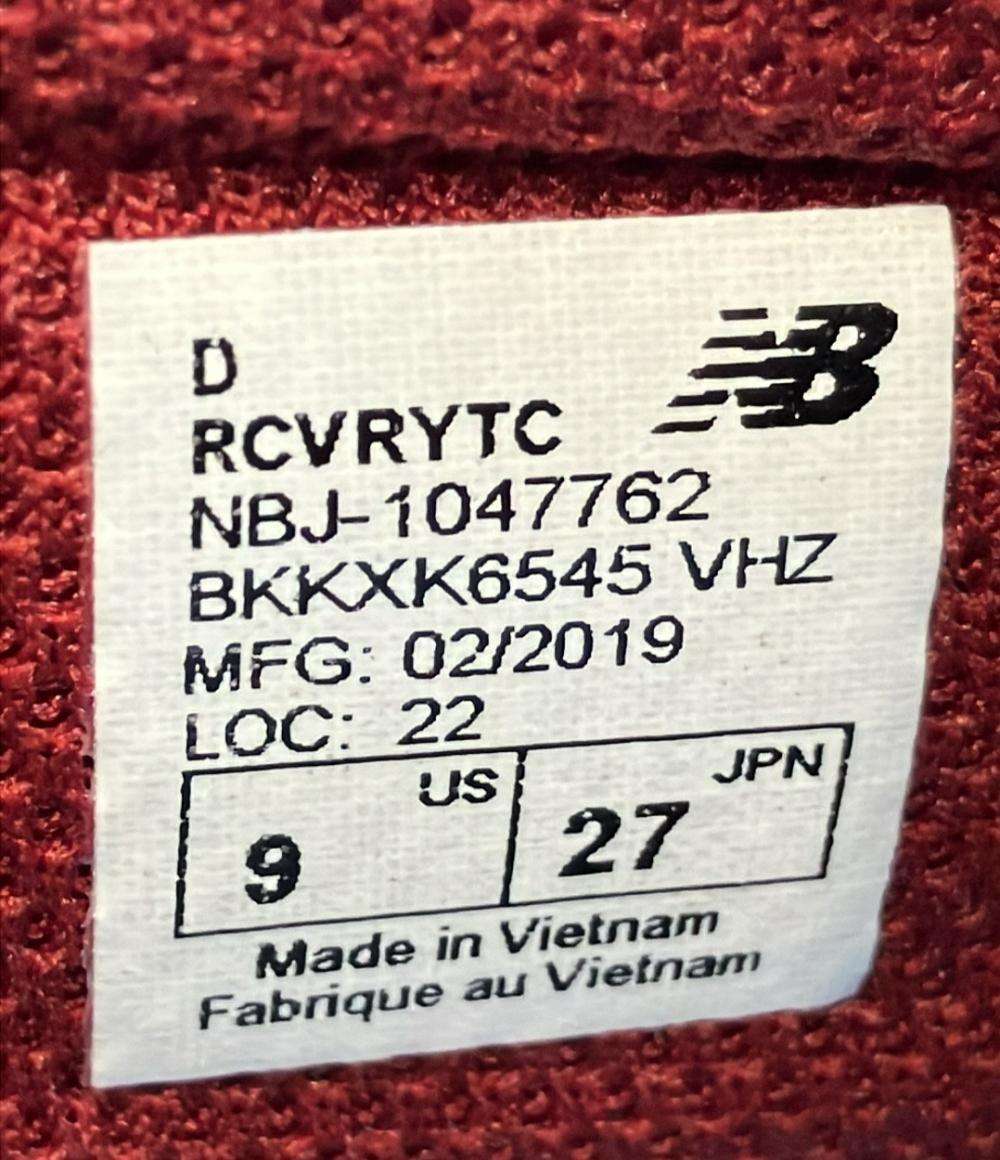 D
NB
RCVRYTC
NBJ-1047762
BKKXK6545 VHZ
MFG: 02/2019
LOC: 22
US JPN
9 27
Made in Vietnam
Fabrique au Vietnam